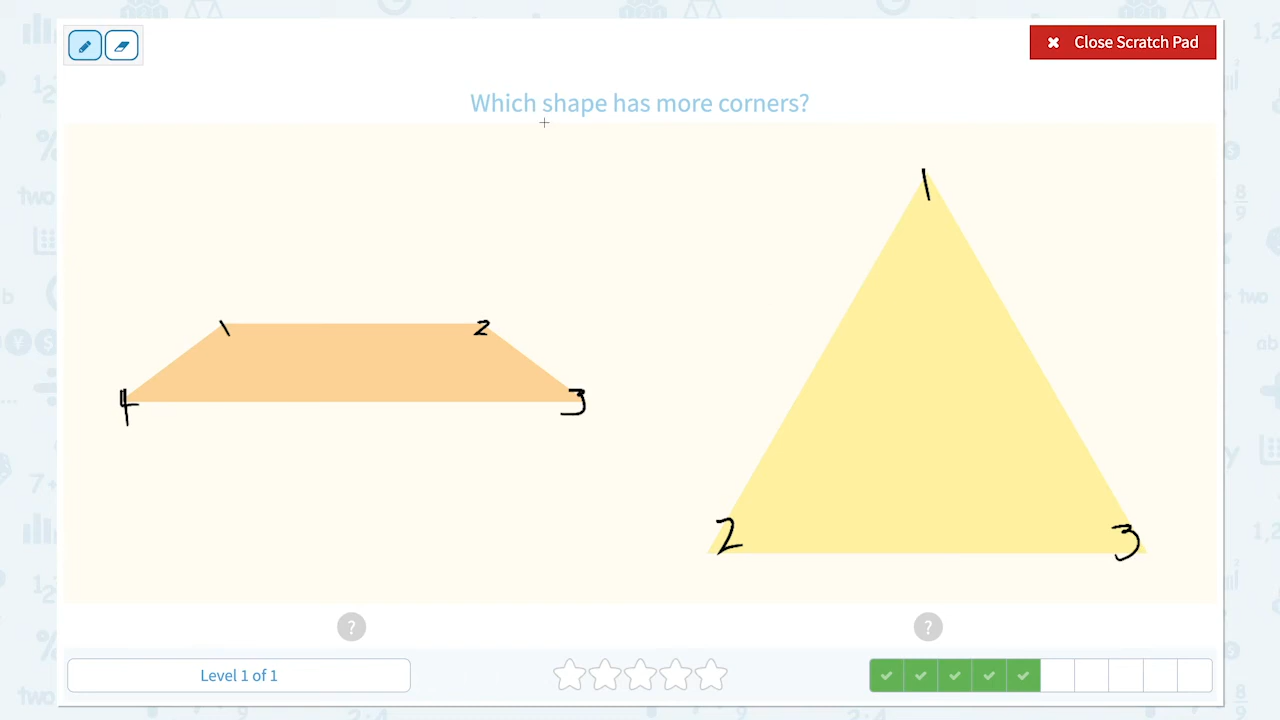 Close Scratch Pad
Which shape has more corners?
1
1 2
4 3
2 3
? ?
Level 1 of 1